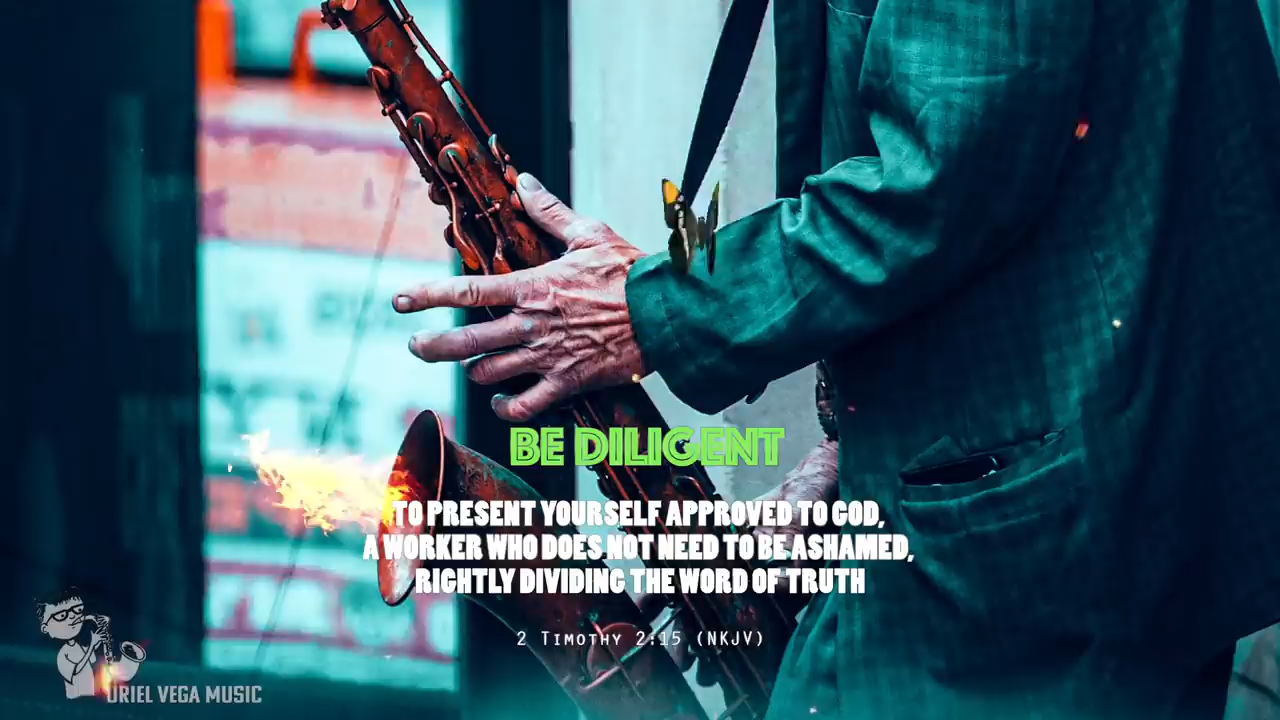 BE DILIGENT
TO PRESENT YOURSELF APPROVED TO GOD,
A WORKER WHO DOES NOT NEED TO BE ASHAMED,
RIGHTLY DIVIDING THE WORD OF TRUTH
2 Timothy 2:15 (NKJV)
URIEL VEGA MUSIC